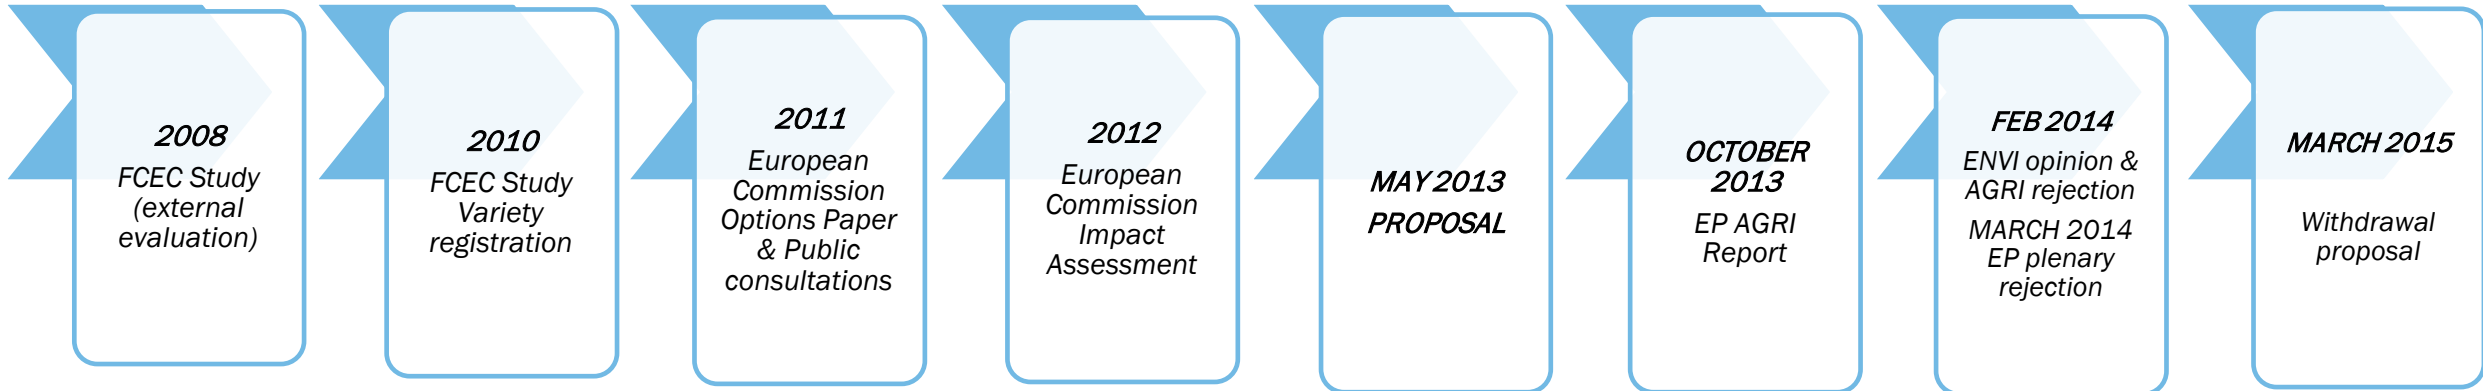 2008
FCEC Study
(external
evaluation)
2010
FCEC Study
Variety
registration
2011
European
Commission
Options Paper
& Public
consultations
2012
European
Commission
Impact
Assessment
MAY 2013
PROPOSAL
OCTOBER
2013
EP AGRI
Report
FEB 2014
ENVI opinion &
AGRI rejection
MARCH 2014
EP plenary
rejection
MARCH 2015
Withdrawal
proposal